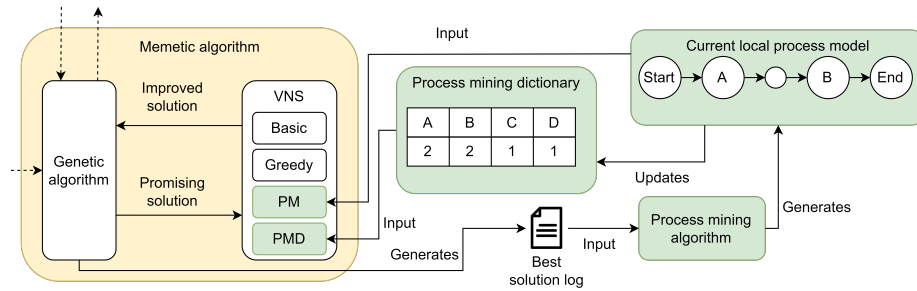 Memetic algorithm
Genetic
algorithm
Improved
solution
Promising
solution
VNS
Basic
Greedy
PM
PMD
Input
Input
Process mining dictionary
A B C D
2 2 1 1
Current local process model
Start A B End
Updates
Generates
Generates
Best
solution log
Input
Process mining
algorithm